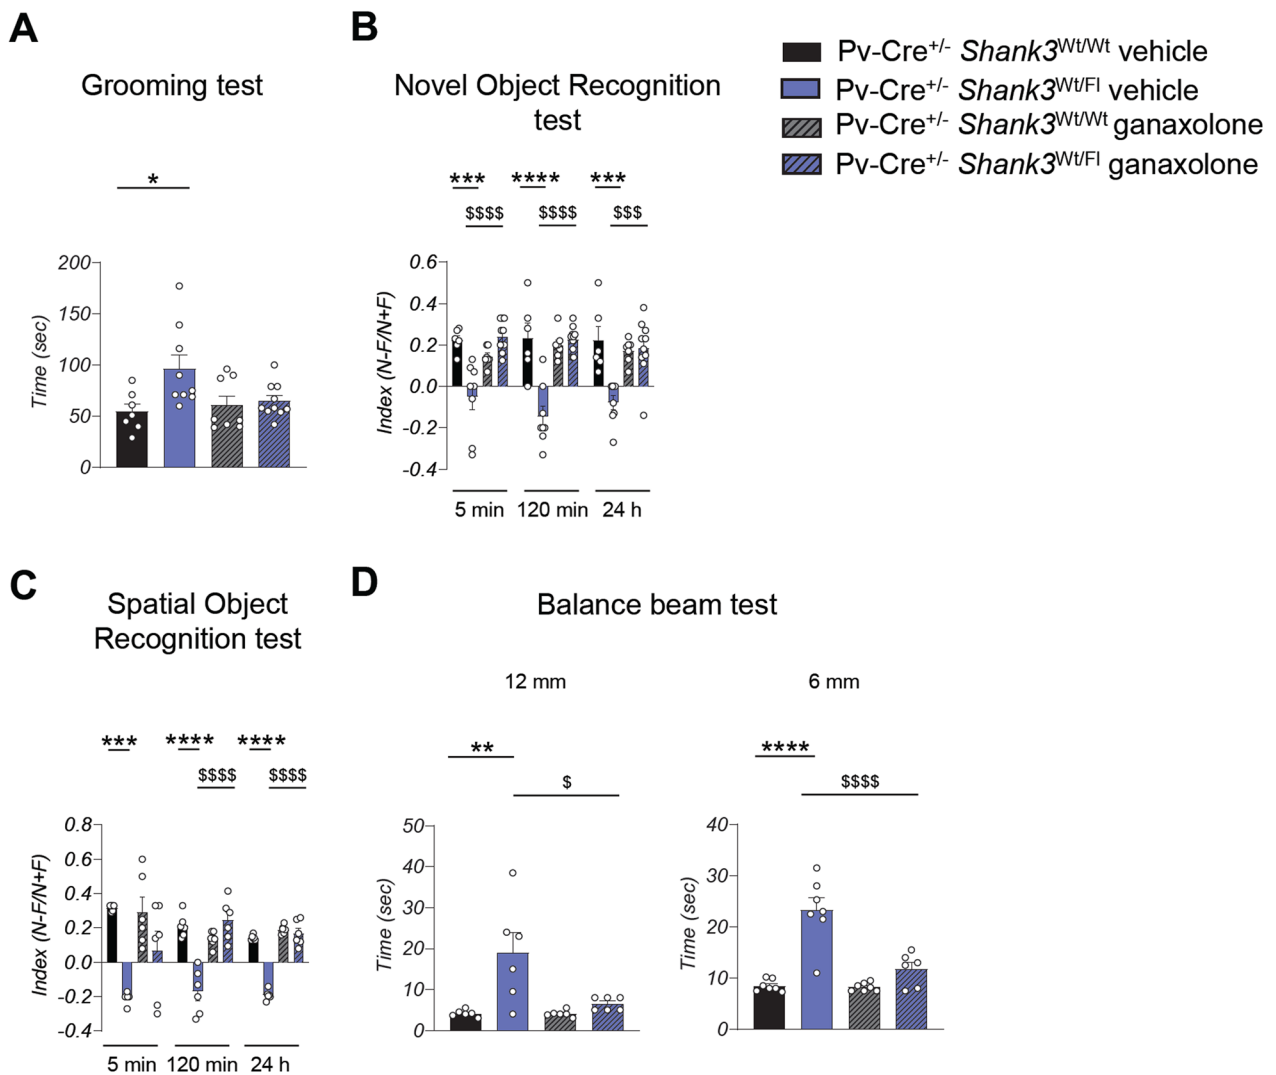 A
Grooming test
*
200
150
100
50
0
Time (sec)
B
Novel Object Recognition
test
*** **** ***
$$$$ $$$$ $$$
0.6
0.4
0.2
0.0
-0.2
-0.4
Index (N-F/N+F)
5 min 120 min 24 h
Pv-Cre+/- Shank3Wt/Wt vehicle
Pv-Cre+/- Shank3Wt/Fl vehicle
Pv-Cre+/- Shank3Wt/Wt ganaxolone
Pv-Cre+/- Shank3Wt/Fl ganaxolone
C
Spatial Object
Recognition test
*** **** ****
$$$$ $$$$
0.8
0.6
0.4
0.2
0.0
-0.2
-0.4
Index (N-F/N+F)
5 min 120 min 24 h
D
Balance beam test
12 mm
**
$
50
40
30
20
10
0
Time (sec)
6 mm
****
$$$$
40
30
20
10
0
Time (sec)